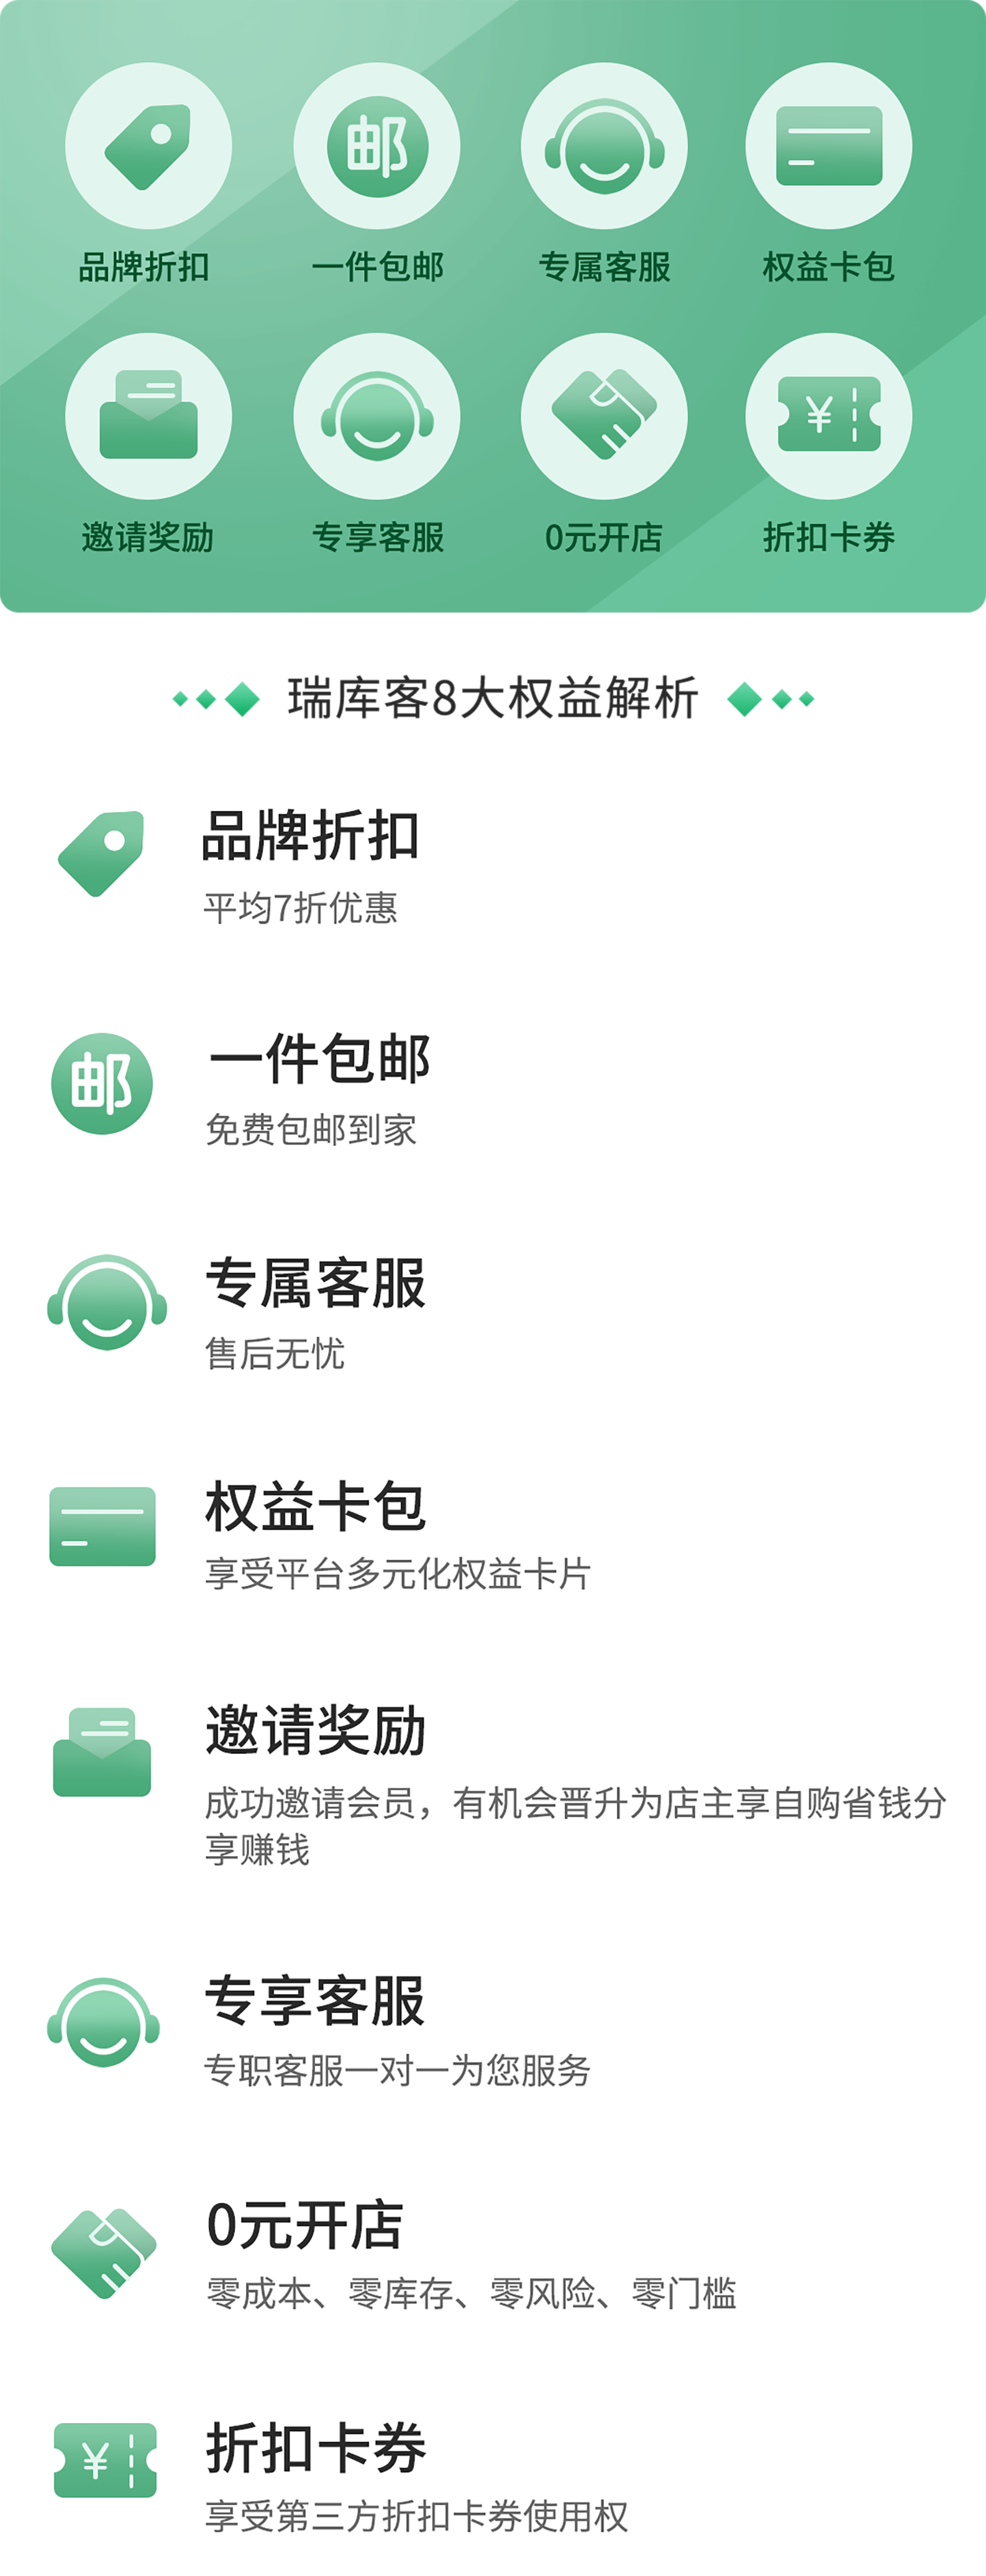 邮
品牌折扣 一件包邮 专属客服 权益卡包
¥
邀请奖励 专享客服 0元开店 折扣卡券
瑞库客8大权益解析
品牌折扣
平均7折优惠
邮
一件包邮
免费包邮到家
专属客服
售后无忧
权益卡包
享受平台多元化权益卡片
邀请奖励
成功邀请会员，有机会晋升为店主享自购省钱分
享赚钱
专享客服
专职客服一对一为您服务
0元开店
零成本、零库存、零风险、零门槛
¥
折扣卡券
享受第三方折扣卡券使用权